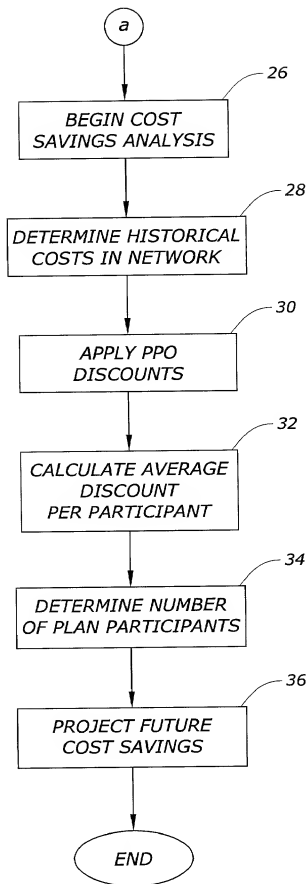 a
26
BEGIN COST
SAVINGS ANALYSIS
28
DETERMINE HISTORICAL
COSTS IN NETWORK
30
APPLY PPO
DISCOUNTS
32
CALCULATE AVERAGE
DISCOUNT
PER PARTICIPANT
34
DETERMINE NUMBER
OF PLAN PARTICIPANTS
36
PROJECT FUTURE
COST SAVINGS
END